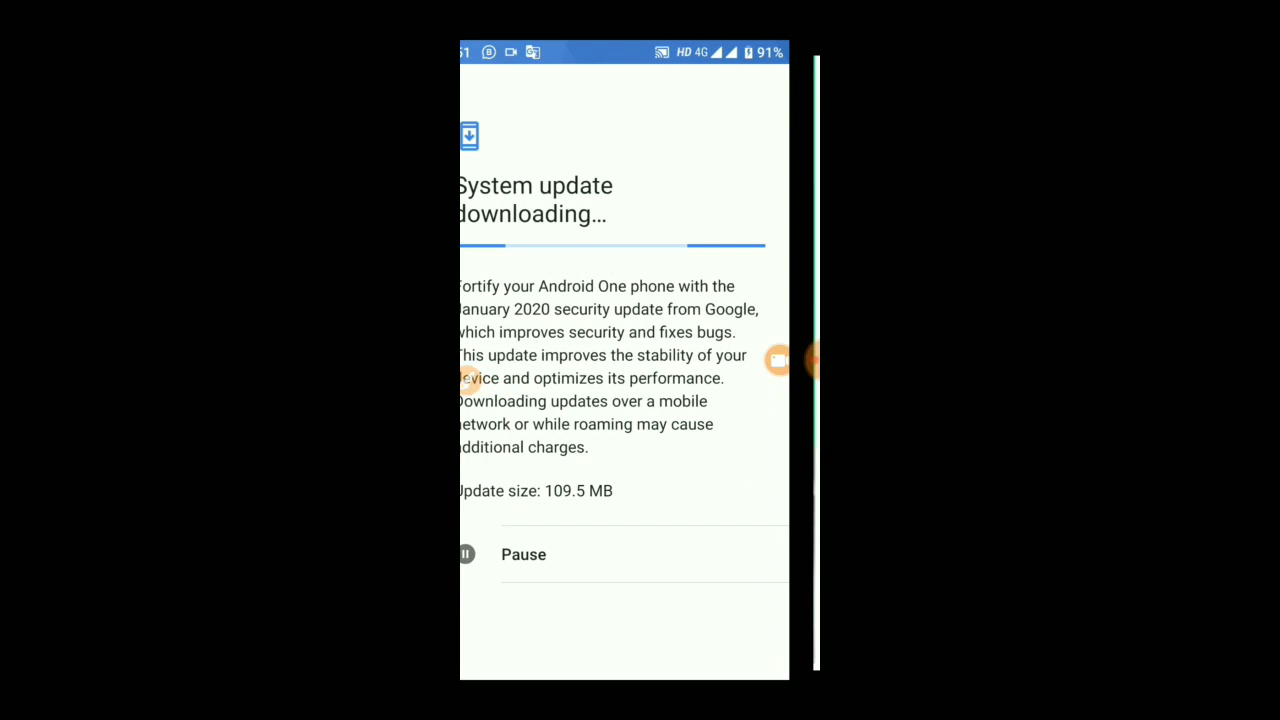 51 HD 4G 91%
System update
downloading...
Fortify your Android One phone with the
January 2020 security update from Google,
which improves security and fixes bugs.
This update improves the stability of your
device and optimizes its performance.
Downloading updates over a mobile
network or while roaming may cause
additional charges.
Update size: 109.5 MB
Pause